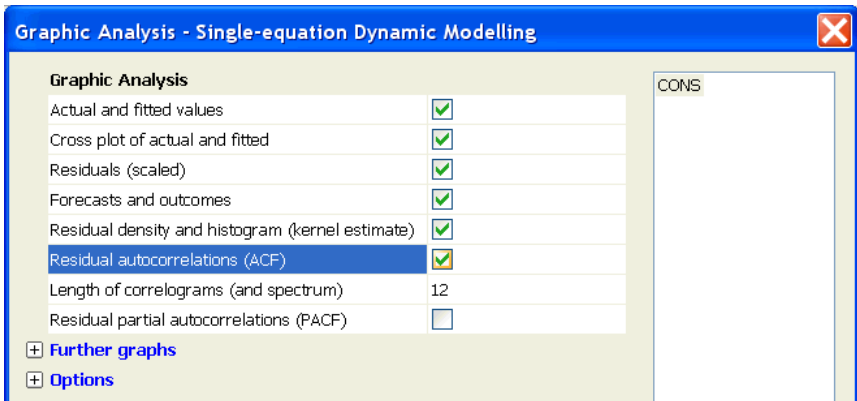 Graphic Analysis - Single-equation Dynamic Modelling
Graphic Analysis
CONS
Actual and fitted values
Cross plot of actual and fitted
Residuals (scaled)
Forecasts and outcomes
Residual density and histogram (kernel estimate)
Residual autocorrelations (ACF)
Length of correlograms (and spectrum) 12
Residual partial autocorrelations (PACF)
Further graphs
Options